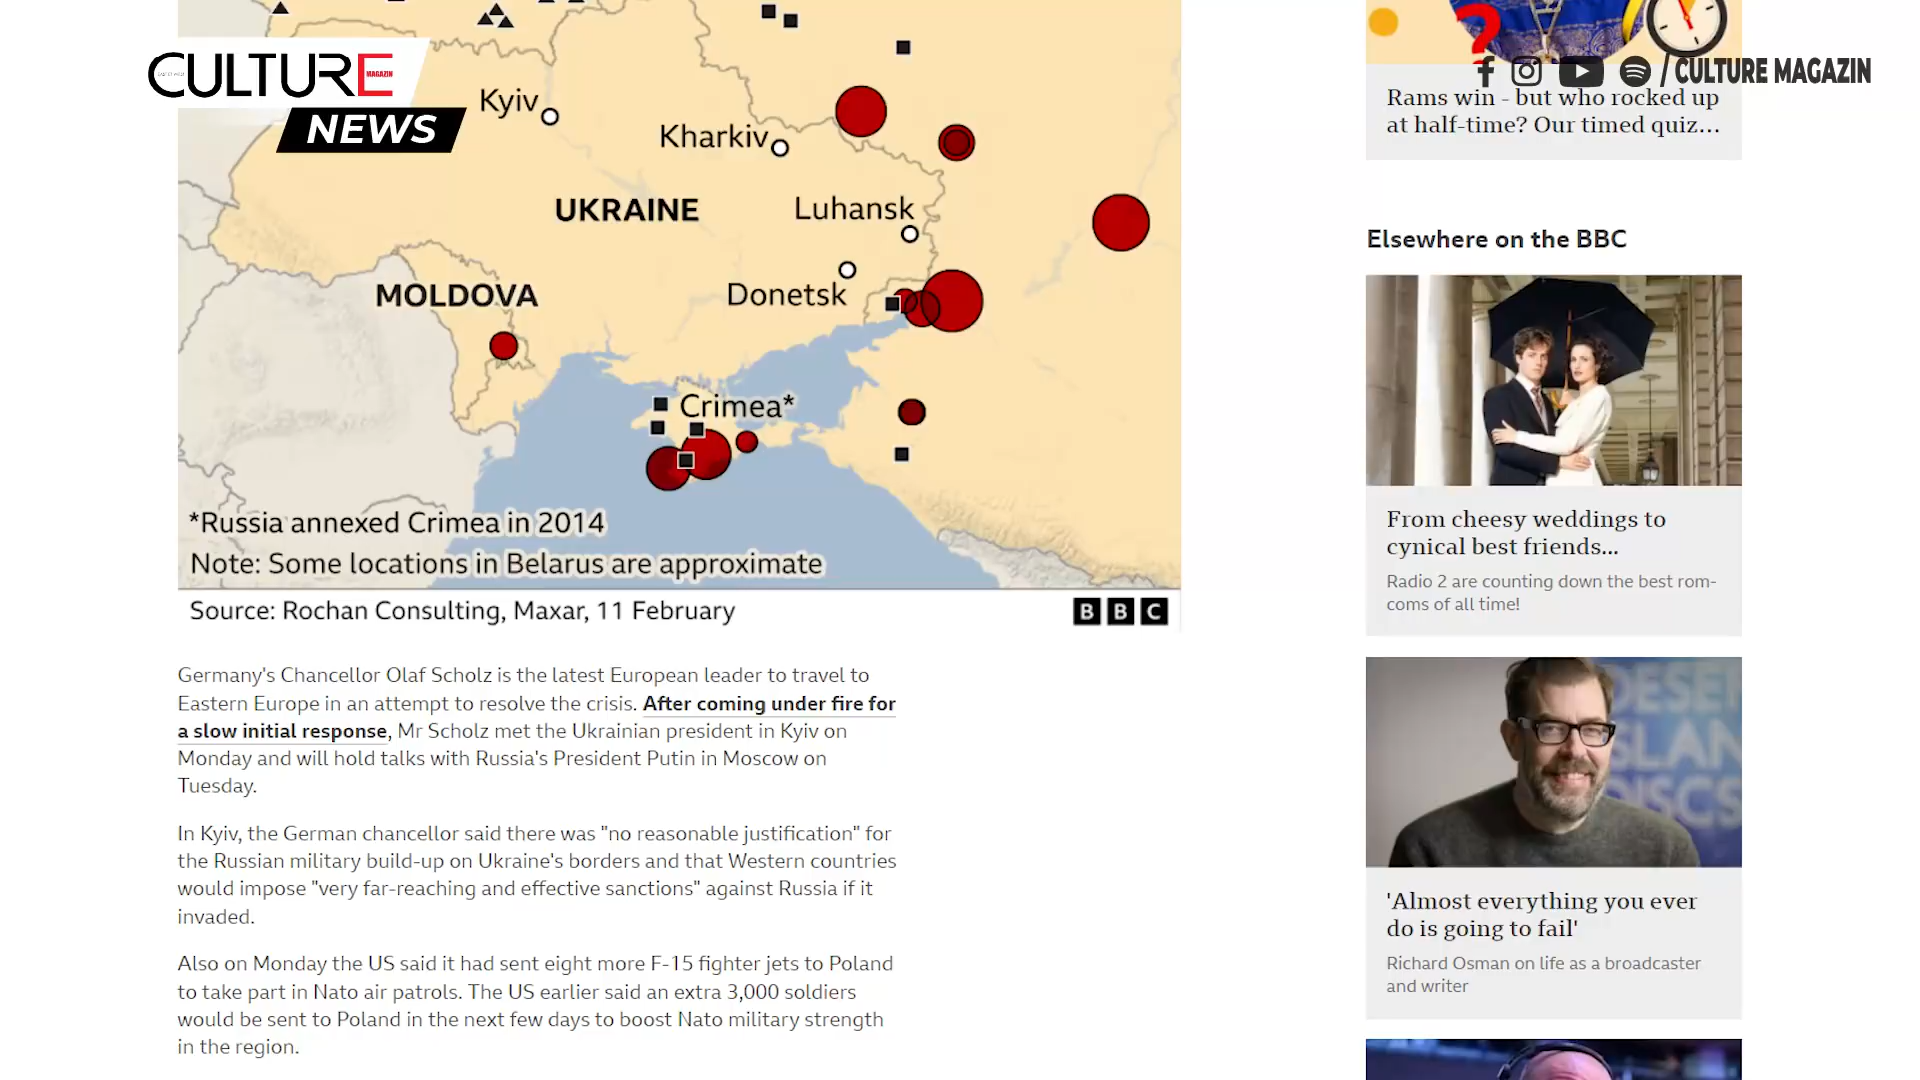 CULTURE
MAGAZIN
NEWS
Kyiv
Kharkiv
UKRAINE
Luhansk
Donetsk
MOLDOVA
Crimea*
*Russia annexed Crimea in 2014
Note: Some locations in Belarus are approximate
Source: Rochan Consulting, Maxar, 11 February
BBC
Germany's Chancellor Olaf Scholz is the latest European leader to travel to
Eastern Europe in an attempt to resolve the crisis. After coming under fire for
a slow initial response, Mr Scholz met the Ukrainian president in Kyiv on
Monday and will hold talks with Russia's President Putin in Moscow on
Tuesday.
In Kyiv, the German chancellor said there was "no reasonable justification" for
the Russian military build-up on Ukraine's borders and that Western countries
would impose "very far-reaching and effective sanctions" against Russia if it
invaded.
Also on Monday the US said it had sent eight more F-15 fighter jets to Poland
to take part in Nato air patrols. The US earlier said an extra 3,000 soldiers
would be sent to Poland in the next few days to boost Nato military strength
in the region.
?
/ CULTURE MAGAZIN
Rams win - but who rocked up
at half-time? Our timed quiz...
Elsewhere on the BBC
From cheesy weddings to
cynical best friends...
Radio 2 are counting down the best rom-
coms of all time!
DESER
ISLAN
DISCS
'Almost everything you ever
do is going to fail'
Richard Osman on life as a broadcaster
and writer